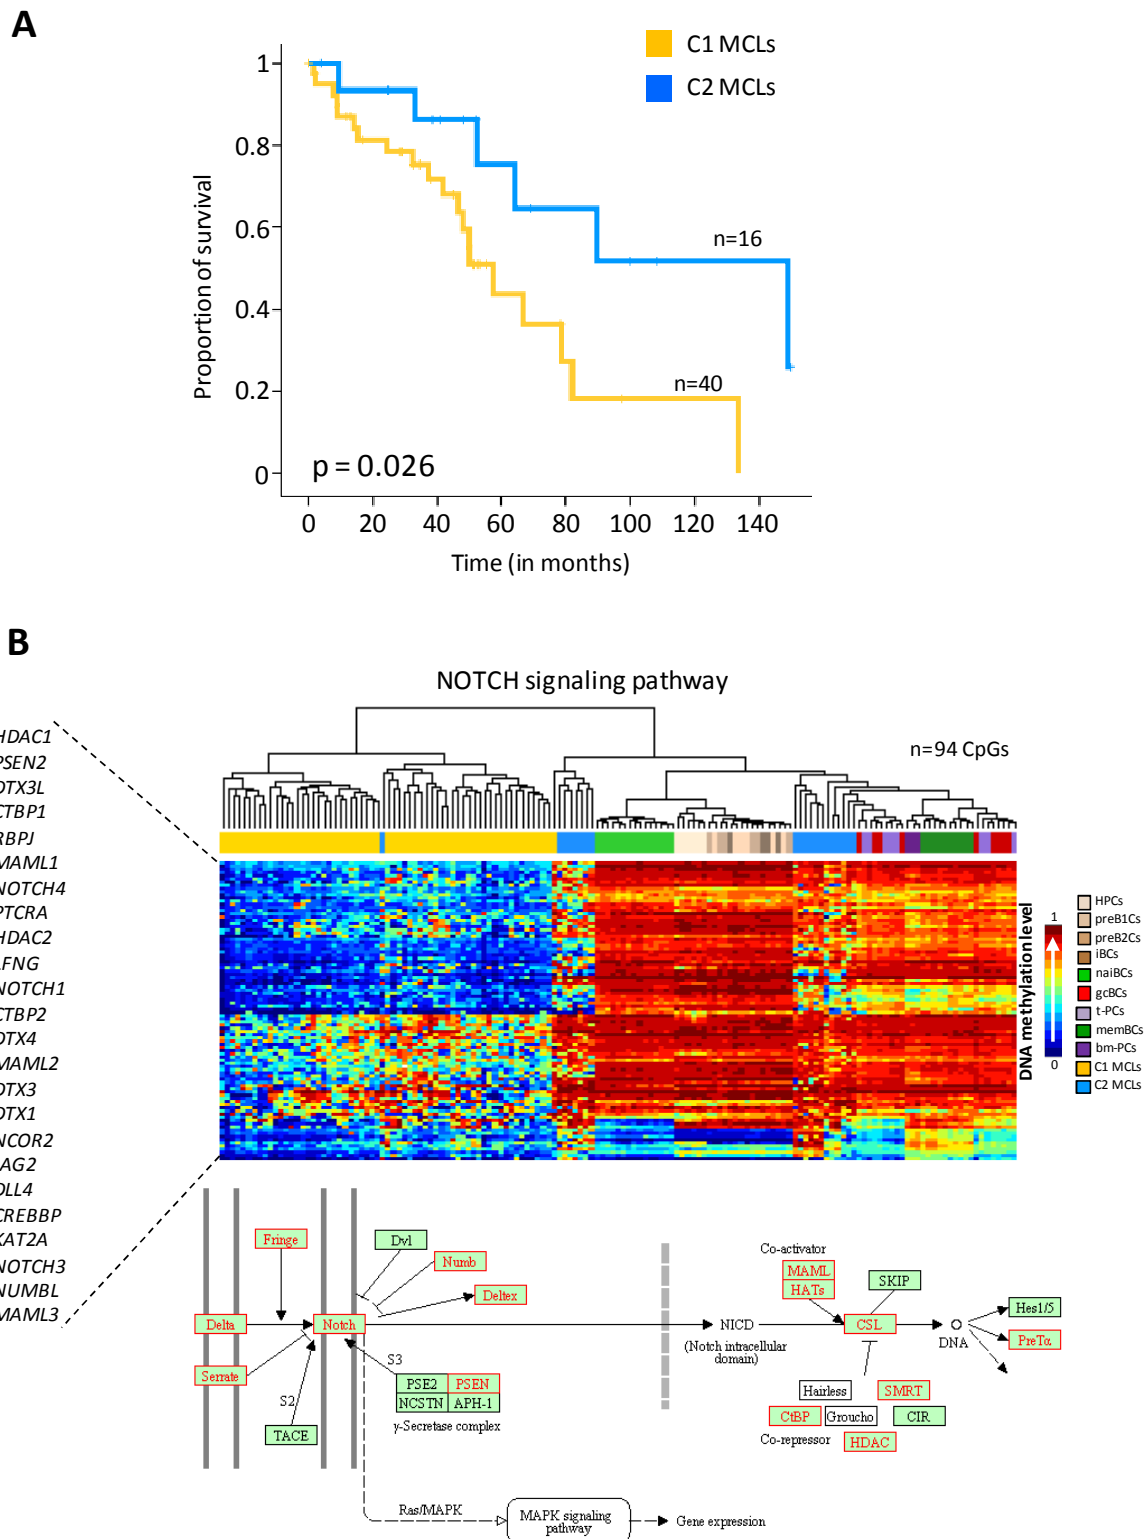 A
C1 MCLs
C2 MCLs
Proportion of survival
1
0.8
0.6
0.4
0.2
0
n=16
n=40
p = 0.026
0 20 40 60 80 100 120 140
Time (in months)
B
NOTCH signaling pathway
n=94 CpGs
HDAC1
PSEN2
DTX3L
CTBP1
RBPJ
MAML1
NOTCH4
PTCRA
HDAC2
LFNG
NOTCH1
CTBP2
DTX4
MAML2
DTX3
DTX1
NCOR2
JAG2
DLL4
CREBBP
KAT2A
NOTCH3
NUMBL
MAML3
DNA methylation level
1
0
HPCs
preB1Cs
preB2Cs
iBCs
naiBCs
gcBCs
t-PCs
memBCs
bm-PCs
C1 MCLs
C2 MCLs
Fringe
Dvl
Numb
Deltex
Delta
Notch
Serrate
S2
TACE
S3
PSE2 PSEN
NCSTN APH-1
γ-Secretase complex
NICD
(Notch intracellular
domain)
Co-activator
MAML
HATs
SKIP
CSL
DNA
Hes1/5
PreTα
Hairless
SMRT
CtBP
Groucho
CIR
Co-repressor
HDAC
Ras/MAPK
MAPK signaling
pathway
Gene expression